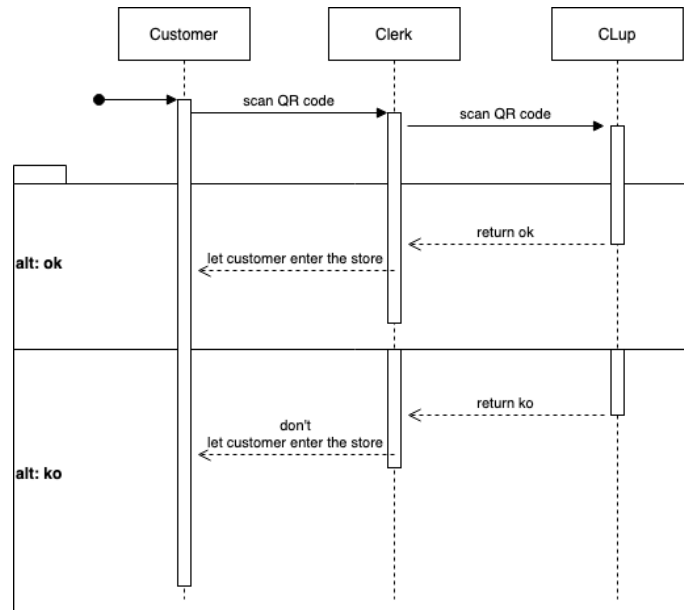 Customer
Clerk
CLup
scan QR code
scan QR code
return ok
let customer enter the store
alt: ok
return ko
don't
let customer enter the store
alt: ko